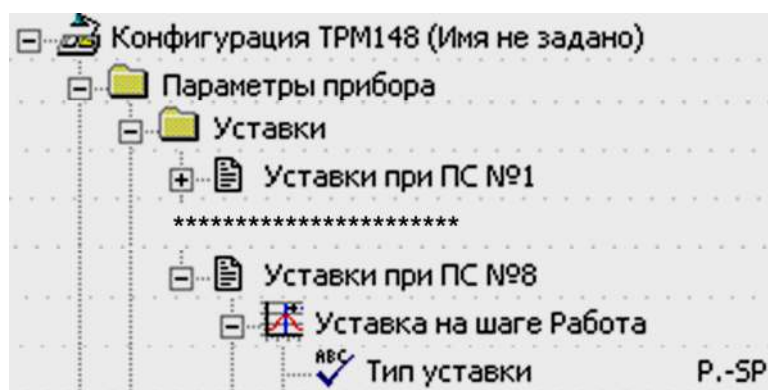 Конфигурация ТРМ148 (Имя не задано)
Параметры прибора
Уставки
Уставки при ПС №1
***********************
Уставки при ПС №8
Уставка на шаге Работа
ABC Тип уставки P.-SP